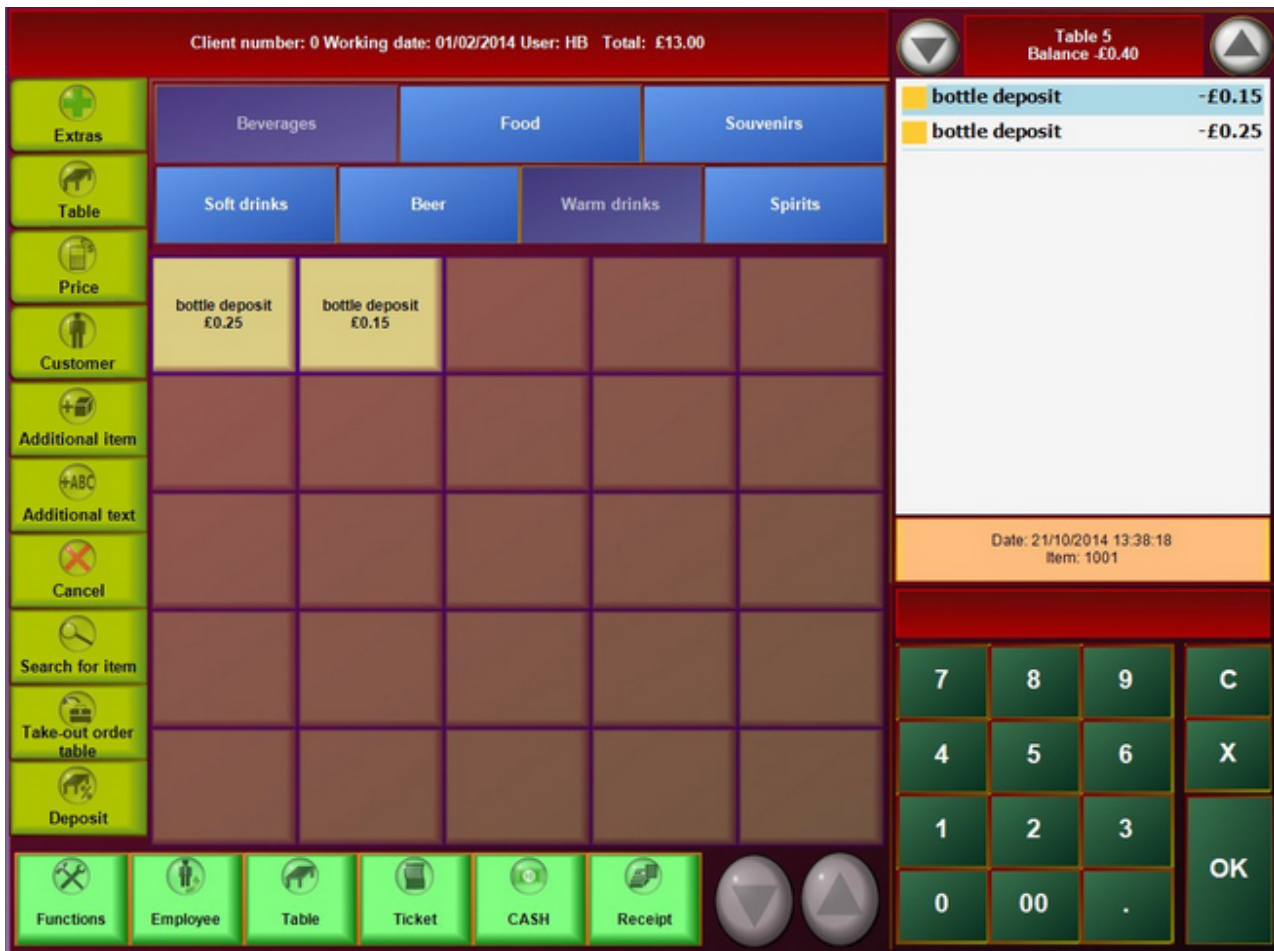 Client number: 0 Working date: 01/02/2014 User: HB Total: £13.00
Table 5
Balance -£0.40
Extras
Table
Price
Customer
Additional item
+ABC
Additional text
Cancel
Search for item
Take-out order
table
Deposit
Beverages
Food
Souvenirs
Soft drinks
Beer
Warm drinks
Spirits
bottle deposit
£0.25
bottle deposit
£0.15
bottle deposit -£0.15
bottle deposit -£0.25
Date: 21/10/2014 13:38:18
Item: 1001
7 8 9 C
4 5 6 X
1 2 3
OK
0 00 .
Functions
Employee
Table
Ticket
CASH
Receipt